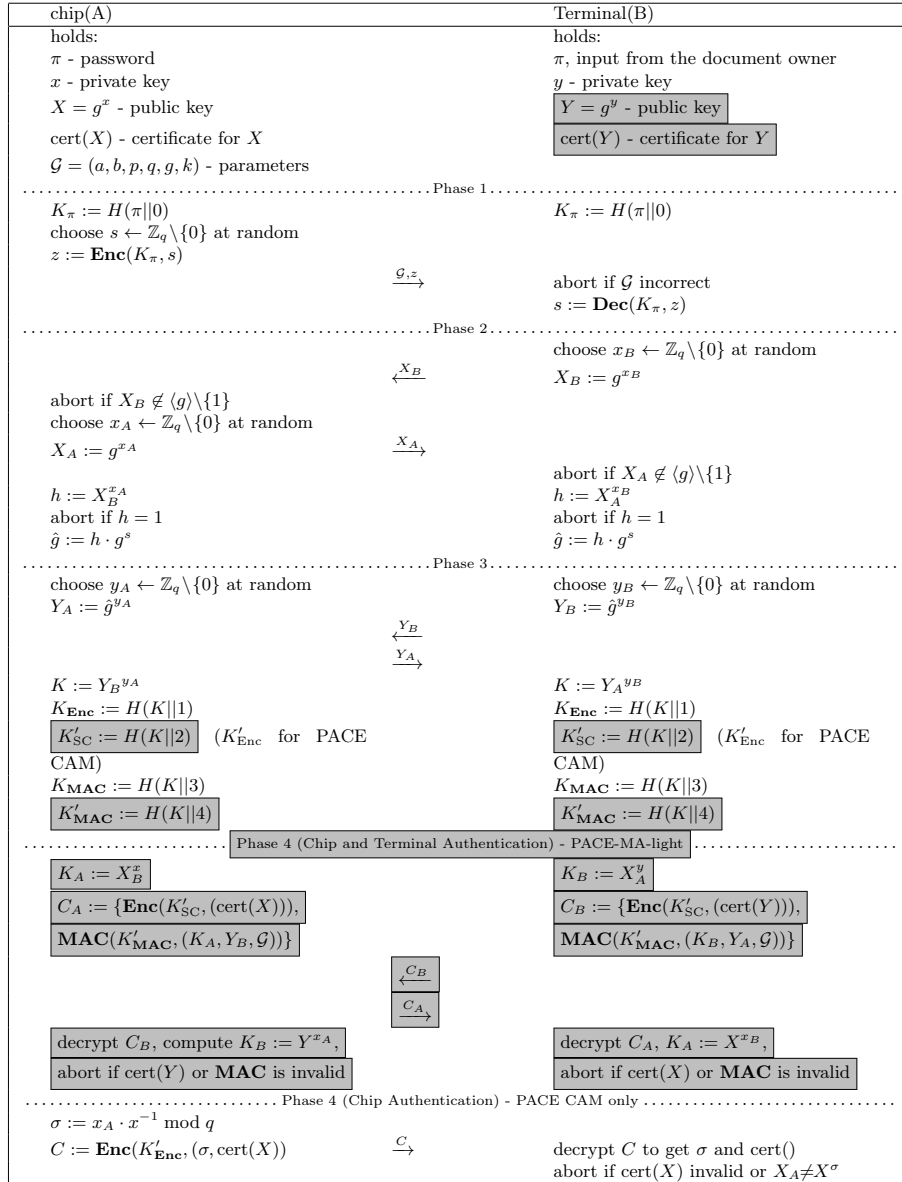 chip(A) Terminal(B)
holds: holds:
π - password π, input from the document owner
x - private key y - private key
X = g^x - public key Y = g^y - public key
cert(X) - certificate for X cert(Y) - certificate for Y
𝒢 = (a, b, p, q, g, k) - parameters
Phase 1
K_π := H(π||0) K_π := H(π||0)
choose s ← ℤ_q\{0} at random
z := Enc(K_π, s)
𝒢,z → abort if 𝒢 incorrect
s := Dec(K_π, z)
Phase 2
choose x_B ← ℤ_q\{0} at random
X_B ← X_B := g^{x_B}
abort if X_B ∉ ⟨g⟩\{1}
choose x_A ← ℤ_q\{0} at random
X_A := g^{x_A} X_A →
abort if X_A ∉ ⟨g⟩\{1}
h := X_B^{x_A} h := X_A^{x_B}
abort if h = 1 abort if h = 1
ĝ := h · g^s ĝ := h · g^s
Phase 3
choose y_A ← ℤ_q\{0} at random choose y_B ← ℤ_q\{0} at random
Y_A := ĝ^{y_A} Y_B := ĝ^{y_B}
Y_B ←
Y_A →
K := Y_B^{y_A} K := Y_A^{y_B}
K_Enc := H(K||1) K_Enc := H(K||1)
K′_SC := H(K||2) (K′_Enc for PACE K′_SC := H(K||2) (K′_Enc for PACE
CAM) CAM)
K_MAC := H(K||3) K_MAC := H(K||3)
K′_MAC := H(K||4) K′_MAC := H(K||4)
Phase 4 (Chip and Terminal Authentication) - PACE-MA-light
K_A := X_B^x K_B := X_A^y
C_A := {Enc(K′_SC, (cert(X))), C_B := {Enc(K′_SC, (cert(Y))),
MAC(K′_MAC, (K_A, Y_B, 𝒢))} MAC(K′_MAC, (K_B, Y_A, 𝒢))}
C_B ←
C_A →
decrypt C_B, compute K_B := Y^{x_A}, decrypt C_A, K_A := X^{x_B},
abort if cert(Y) or MAC is invalid abort if cert(X) or MAC is invalid
Phase 4 (Chip Authentication) - PACE CAM only
σ := x_A · x^{-1} mod q
C := Enc(K′_Enc, (σ, cert(X)) C → decrypt C to get σ and cert()
abort if cert(X) invalid or X_A≠X^σ